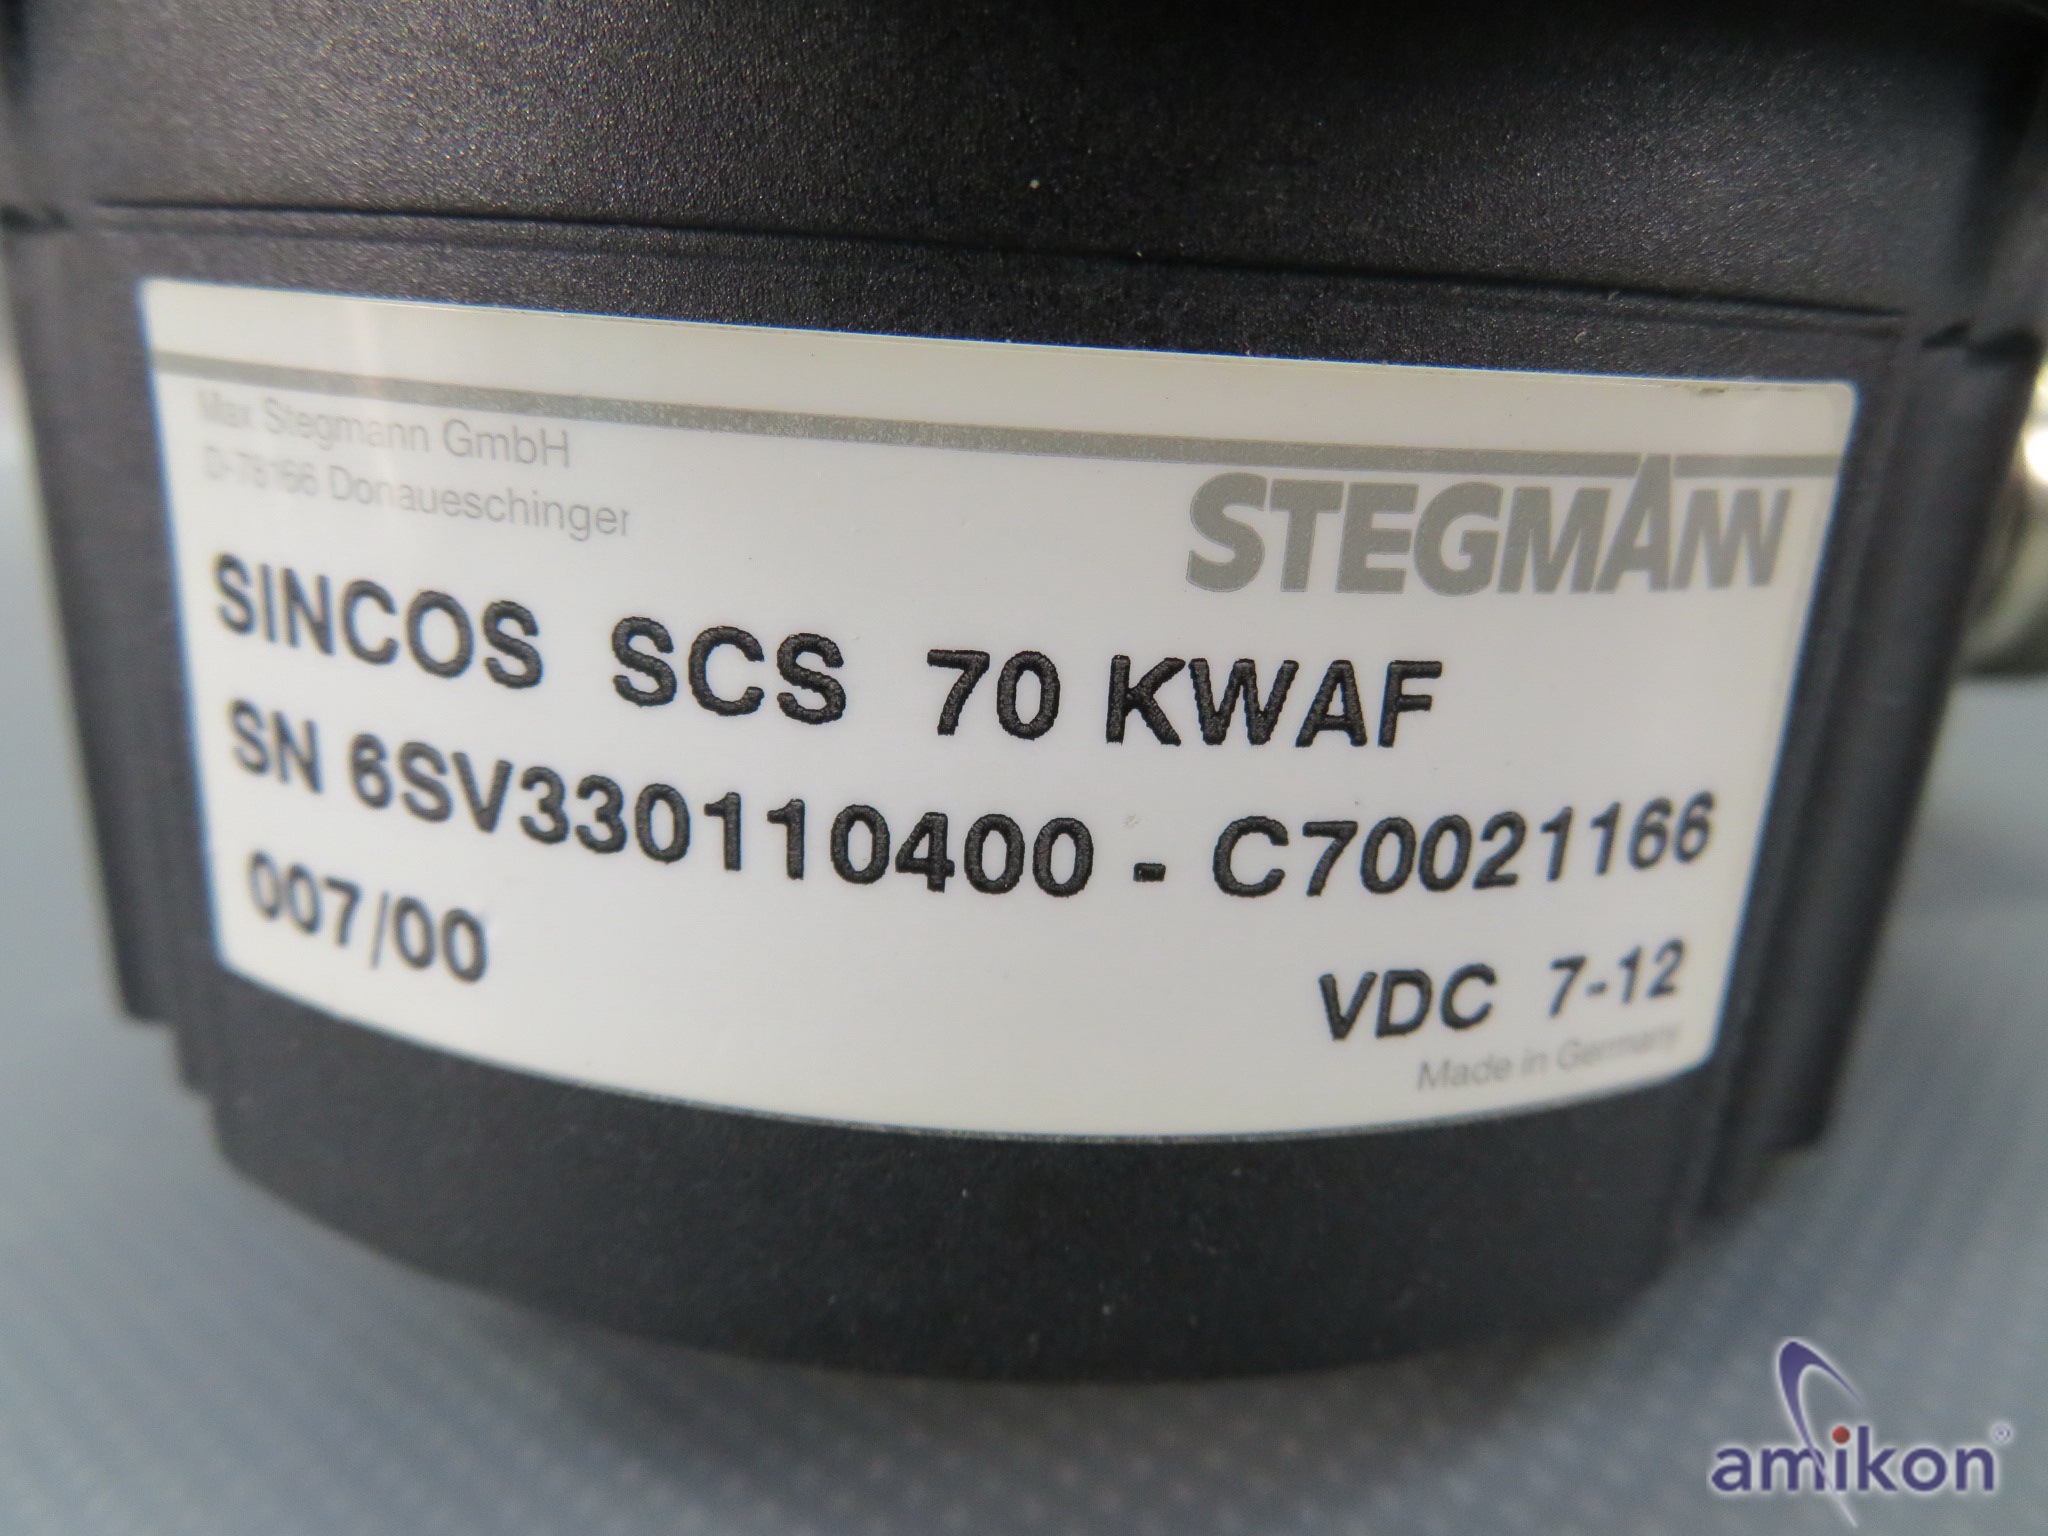 Max Stegmann GmbH
D-78166 Donaueschingen
STEGMANN
SINCOS SCS 70 KWAF
SN 6SV330110400 - C70021166
007/00
VDC 7-12
Made in Germany
amikon®